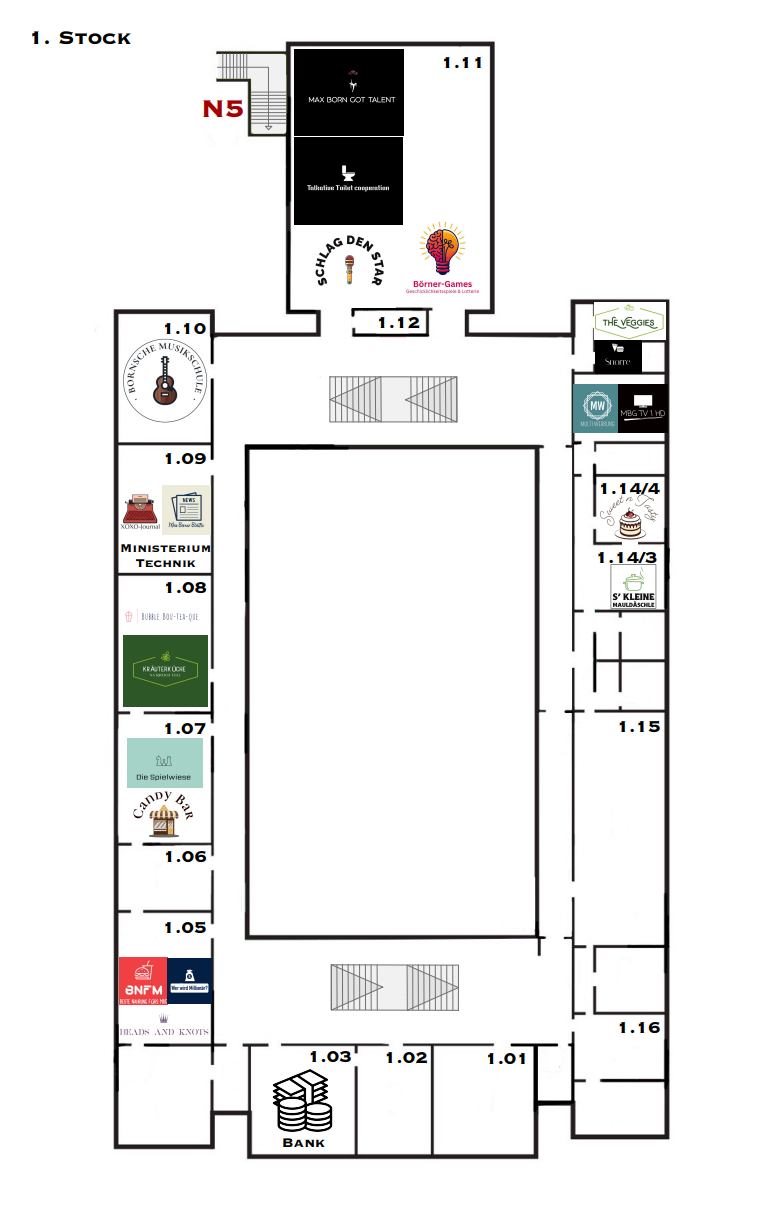 1. Stock
N5
1.11
MAX BORN GOT TALENT
Talkative Toilet cooperation
SCHLAG DEN STAR
Börner-Games
Geschicklichkeitsspiele & Lotterie
1.12
1.10
BORNSCHE MUSIKSCHULE
THE VEGGIES
Snorre
MW
MULTIWERBUNG
MBG TV 1 HD
1.09
NEWS
XOXO-Journal
Max Borner Blättle
Ministerium
Technik
1.14/4
Sweet n' Tasty
1.14/3
S' KLEINE
MAULDÄSCHLE
1.08
Bubble Bou-tea-que
KRÄUTERKÜCHE
1.07
Die Spielwiese
Candy Bar
1.15
1.06
1.05
BNFM
BESTE NAHRUNG FÜRS MBG
Wer wird Millionär?
HEADS AND KNOTS
1.16
1.03
1.02
1.01
Bank